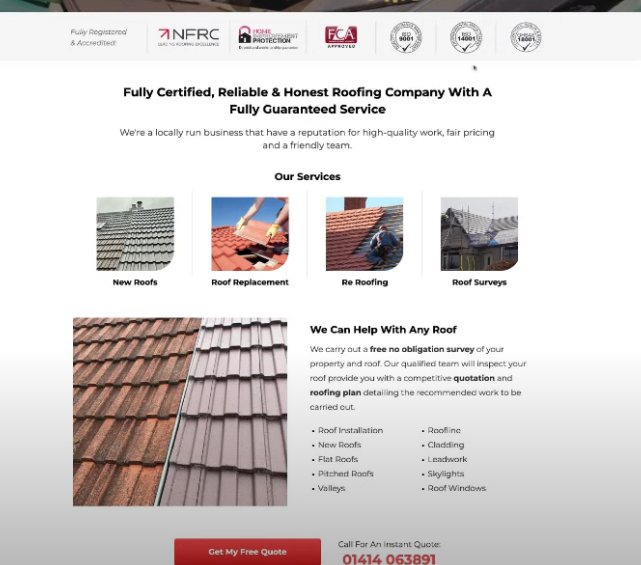 Fully Registered
& Accredited:
NFRC
LEADING ROOFING EXCELLENCE
HOME
IMPROVEMENT
PROTECTION
FCA
APPROVED
ISO
9001
ISO
14001
18001
Fully Certified, Reliable & Honest Roofing Company With A
Fully Guaranteed Service
We're a locally run business that have a reputation for high-quality work, fair pricing
and a friendly team.
Our Services
New Roofs
Roof Replacement
Re Roofing
Roof Surveys
We Can Help With Any Roof
We carry out a free no obligation survey of your
property and roof. Our qualified team will inspect your
roof provide you with a competitive quotation and
roofing plan detailing the recommended work to be
carried out.
• Roof Installation
• New Roofs
• Flat Roofs
• Pitched Roofs
• Valleys
• Roofline
• Cladding
• Leadwork
• Skylights
• Roof Windows
Get My Free Quote
Call For An Instant Quote:
01414 063891